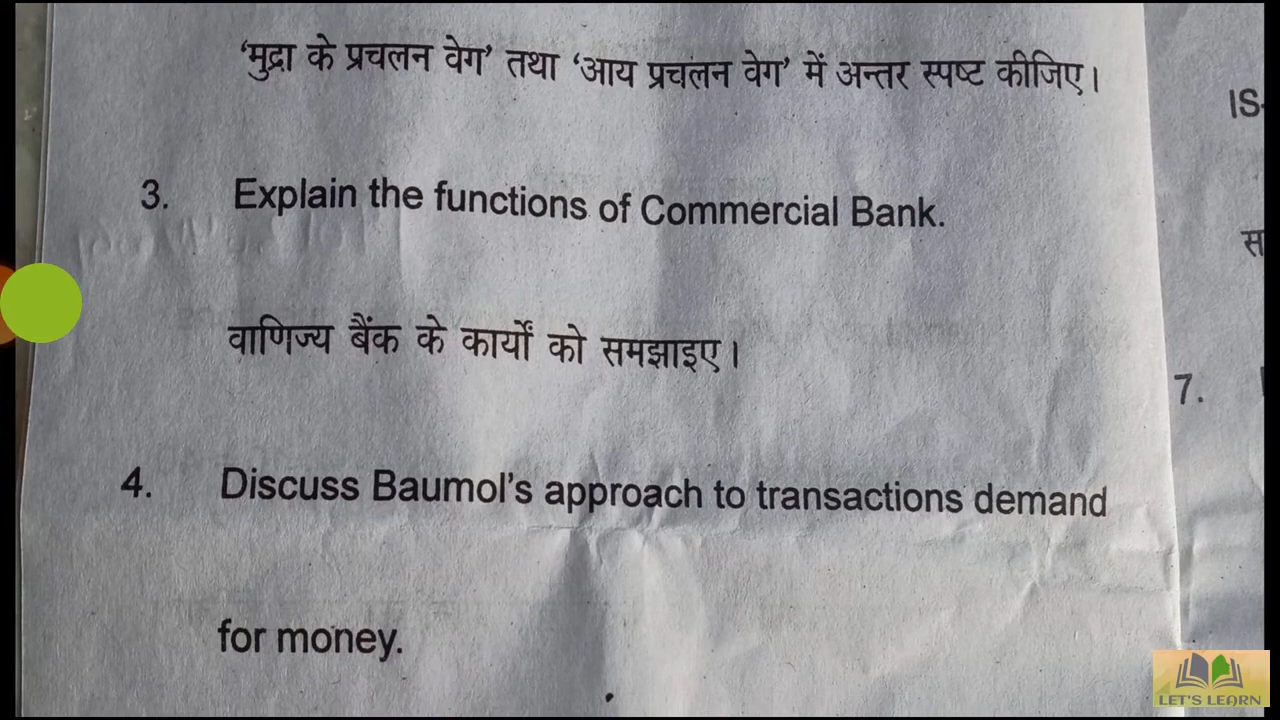 'मुद्रा के प्रचलन वेग' तथा 'आय प्रचलन वेग' में अन्तर स्पष्ट कीजिए।
3. Explain the functions of Commercial Bank.
वाणिज्य बैंक के कार्यों को समझाइए।
4. Discuss Baumol's approach to transactions demand
for money.
IS-
स
7.
LET'S LEARN